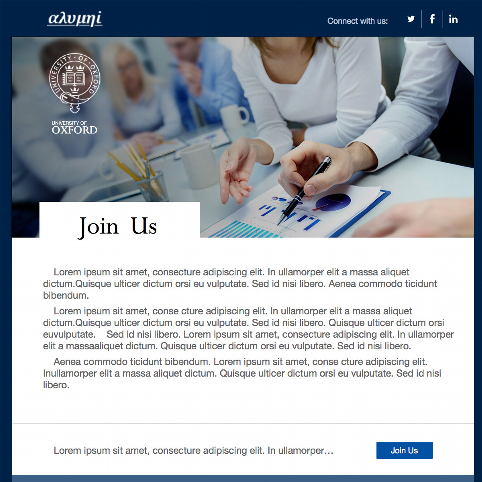 αλυmηi
Connect with us:
UNIVERSITY · OF · OXFORD
UNIVERSITY OF
OXFORD
Join Us
Lorem ipsum sit amet, consecture adipiscing elit. In ullamorper elit a massa aliquet
dictum.Quisque ulticer dictum orsi eu vulputate. Sed id nisi libero. Aenea commodo ticidunt
bibendum.
Lorem ipsum sit amet, conse cture adipiscing elit. In ullamorper elit a massa aliquet
dictum.Quisque ulticer dictum orsi eu vulputate. Sed id nisi libero. Quisque ulticer dictum orsi
euvulputate. Sed id nisi libero. Lorem ipsum sit amet, consectures adipiscing elit. In ullamorper
elit a massaaliquet dictum. Quisque ulticer dictum orsi eu vulputate. Sed id nisi libero.
Aenea commodo ticidunt bibendum. Lorem ipsum sit amet, conse cture adipiscing elit.
Inullamorper elit a massa aliquet dictum. Quisque ulticer dictum orsi eu vulputate. Sed id nisi
libero.
Lorem ipsum sit amet, consecture adipiscing elit. In ullamorper…
Join Us